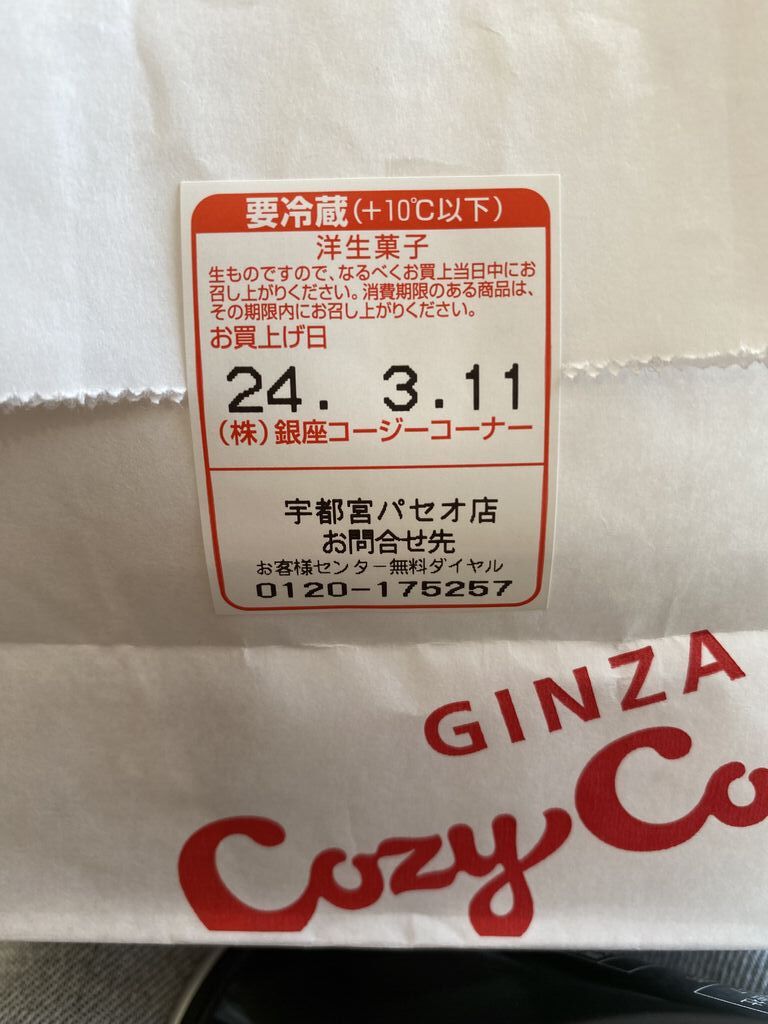 要冷蔵(+10℃以下)
洋生菓子
生ものですので、なるべくお買上当日中にお
召し上がりください。消費期限のある商品は、
その期限内にお召し上がりください。
お買上げ日
24. 3.11
(株)銀座コージーコーナー
宇都宮パセオ店
お問合せ先
お客様センター無料ダイヤル
0120-175257
GINZA
Cozy Co